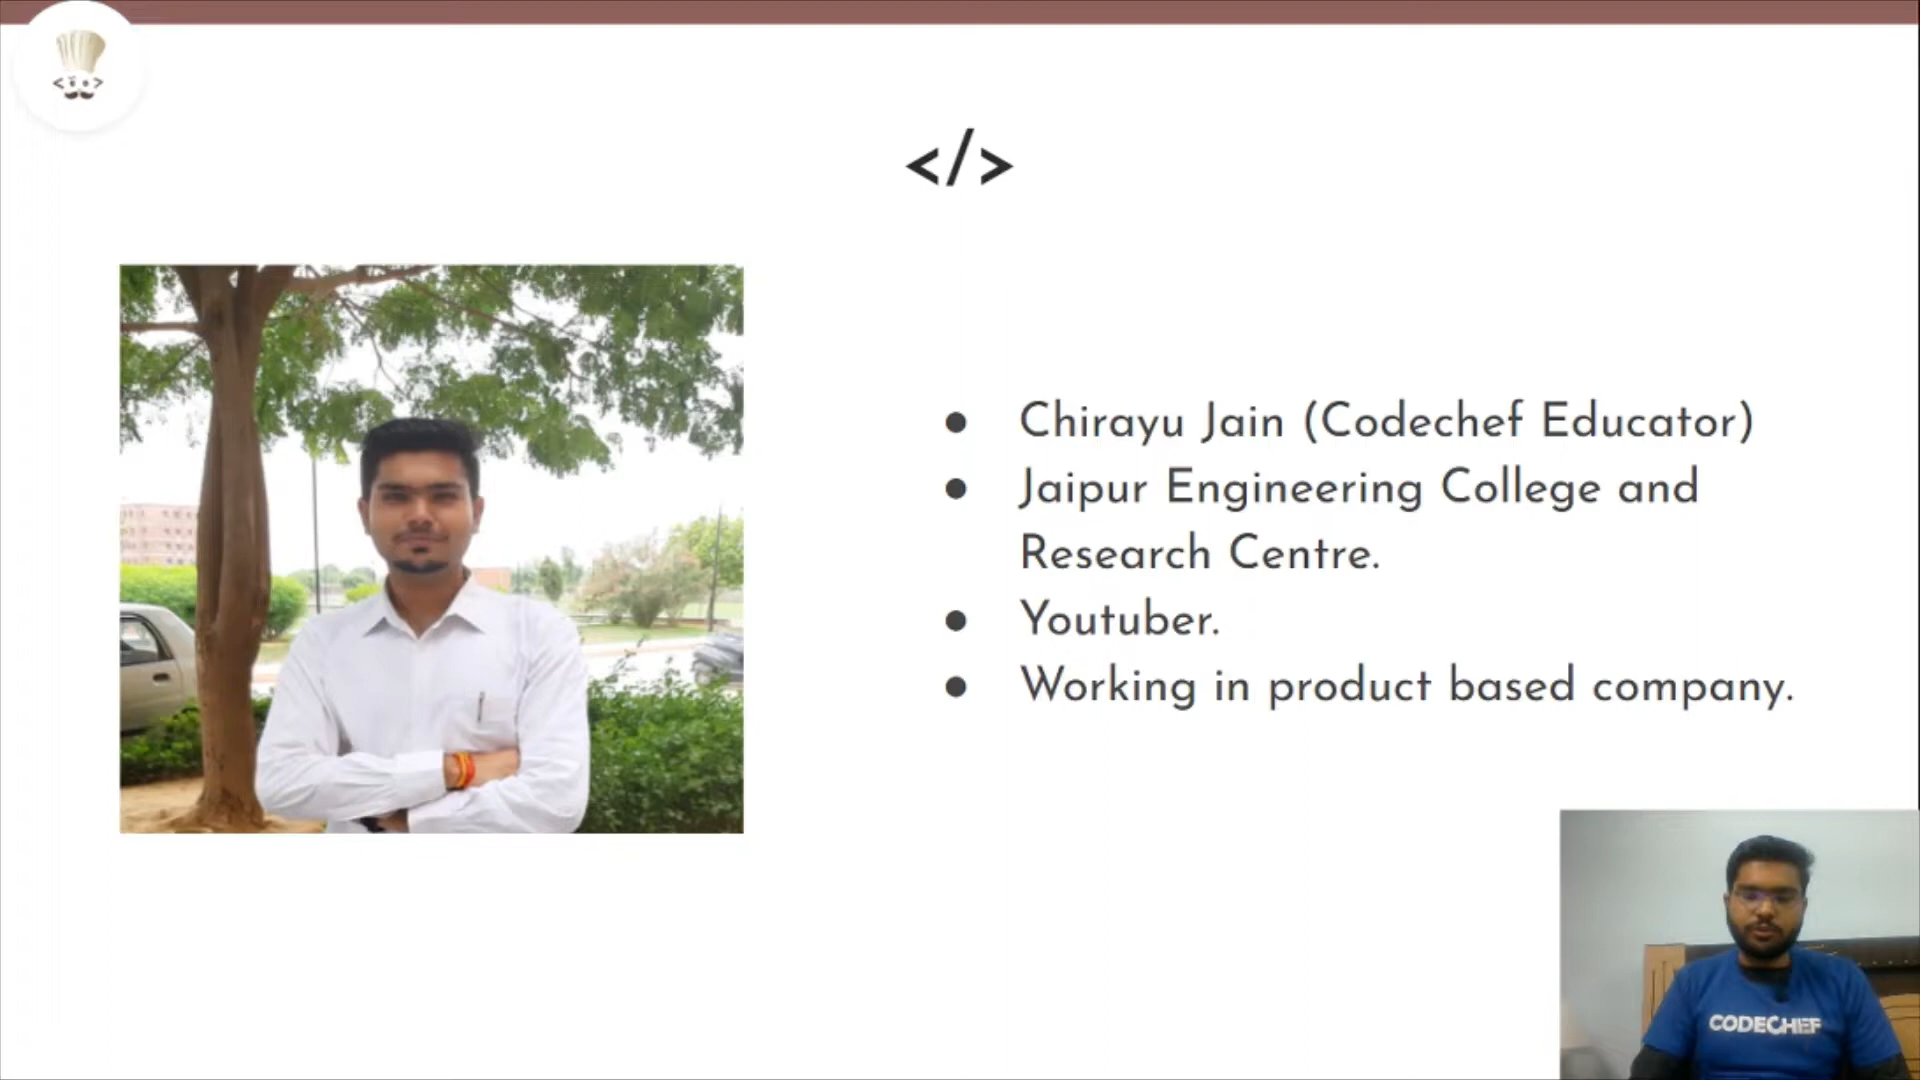 </>
● Chirayu Jain (Codechef Educator)
● Jaipur Engineering College and
Research Centre.
● Youtuber.
● Working in product based company.
CODECHEF